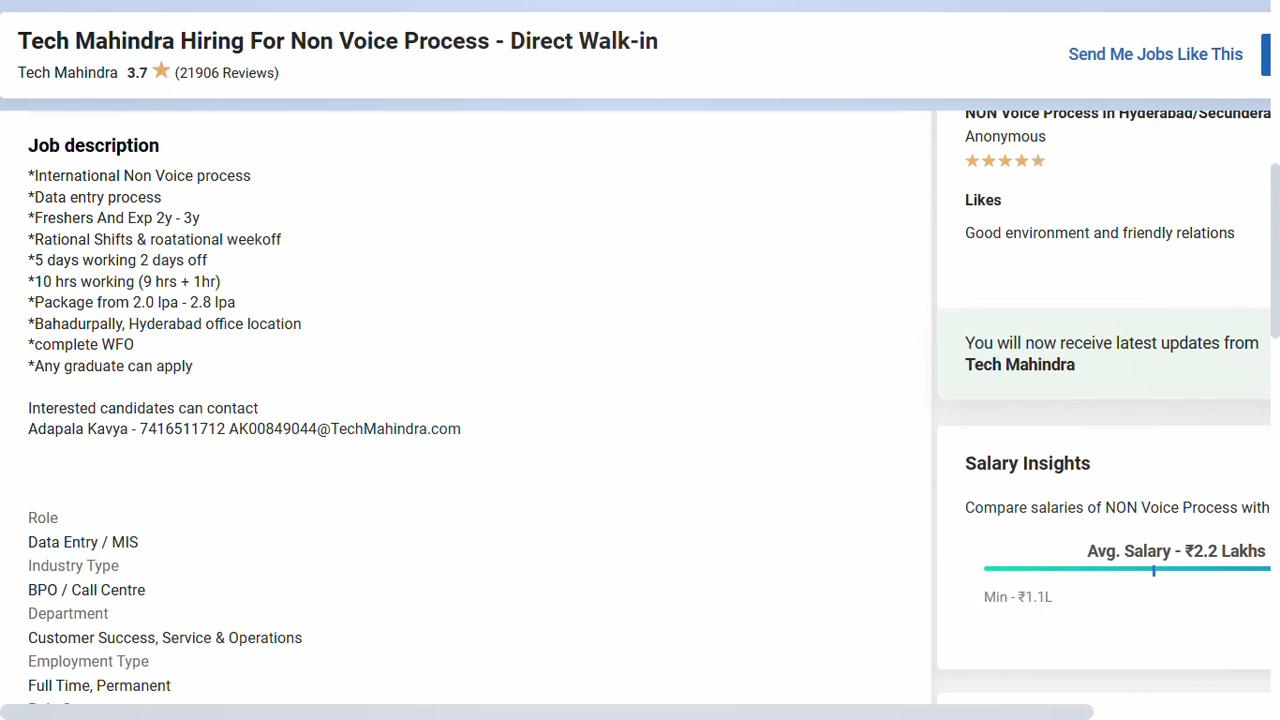 Tech Mahindra Hiring For Non Voice Process - Direct Walk-in
Tech Mahindra 3.7 ★ (21906 Reviews)
Send Me Jobs Like This
Job description
*International Non Voice process
*Data entry process
*Freshers And Exp 2y - 3y
*Rational Shifts & roatational weekoff
*5 days working 2 days off
*10 hrs working (9 hrs + 1hr)
*Package from 2.0 lpa - 2.8 lpa
*Bahadurpally, Hyderabad office location
*complete WFO
*Any graduate can apply
Interested candidates can contact
Adapala Kavya - 7416511712 AK00849044@TechMahindra.com
Role
Data Entry / MIS
Industry Type
BPO / Call Centre
Department
Customer Success, Service & Operations
Employment Type
Full Time, Permanent
NON Voice Process in Hyderabad/Secundera
Anonymous
★★★★★
Likes
Good environment and friendly relations
You will now receive latest updates from
Tech Mahindra
Salary Insights
Compare salaries of NON Voice Process with
Avg. Salary - ₹2.2 Lakhs
Min - ₹1.1L